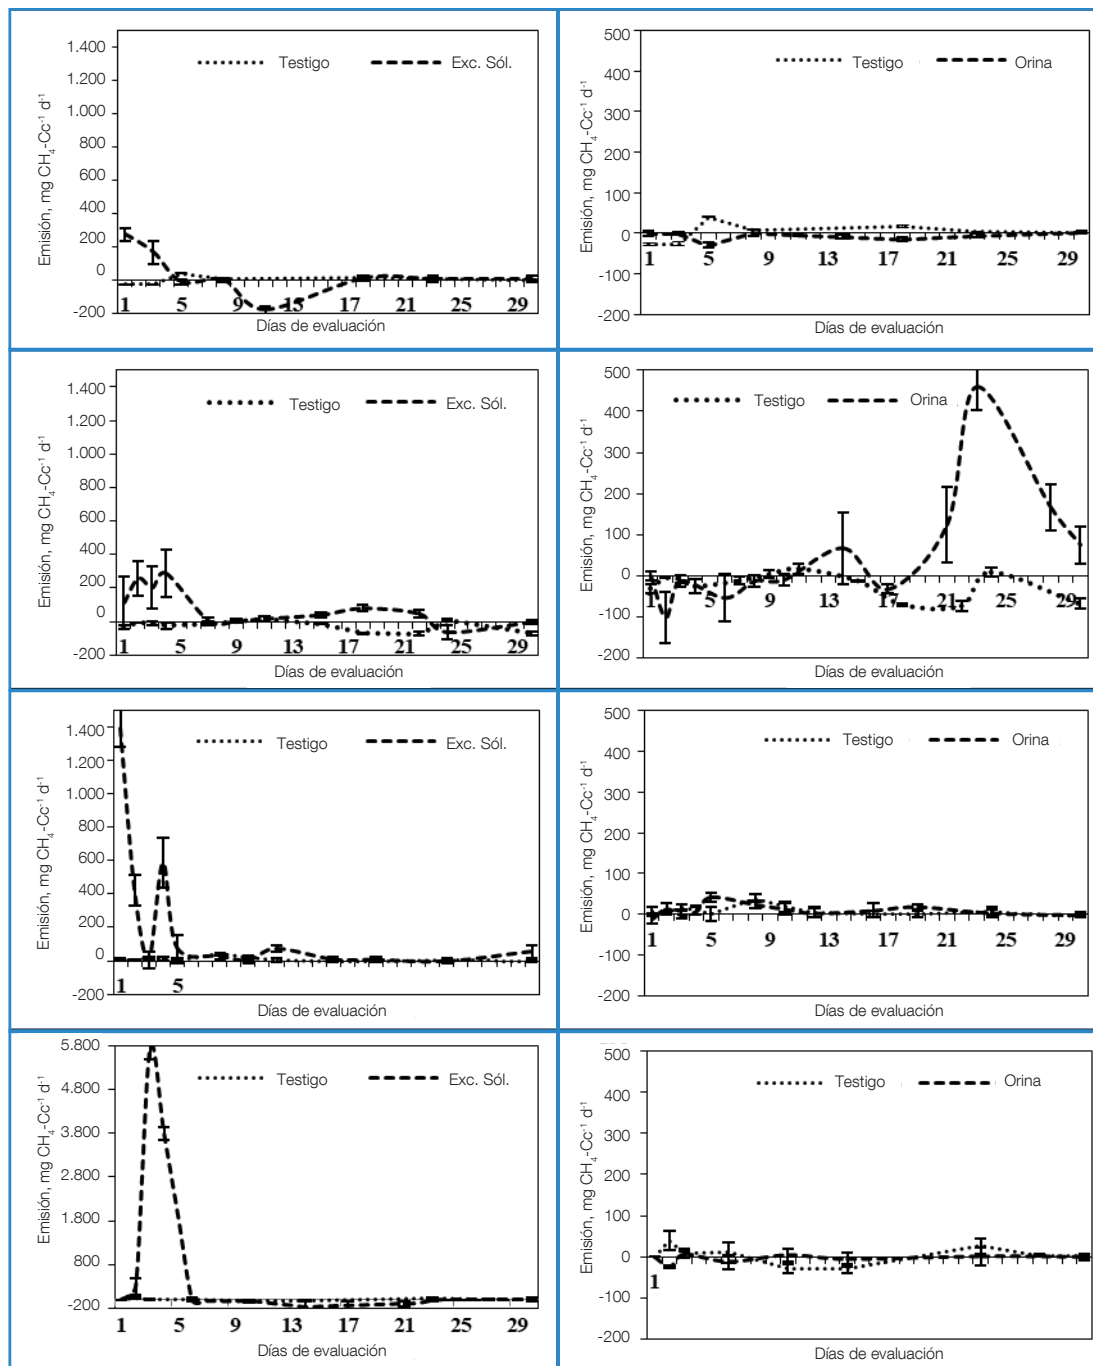 Emisión, mg CH₄-Cc⁻¹ d⁻¹
1.400
1.000
800
600
400
200
0
-200
Testigo
Exc. Sól.
1 5 9 13 17 21 25 29
Días de evaluación
Emisión, mg CH₄-Cc⁻¹ d⁻¹
500
400
300
200
100
0
-100
-200
Testigo
Orina
1 5 9 13 17 21 25 29
Días de evaluación
Emisión, mg CH₄-Cc⁻¹ d⁻¹
1.400
1.000
800
600
400
200
0
-200
Testigo
Exc. Sól.
1 5 9 13 17 21 25 29
Días de evaluación
Emisión, mg CH₄-Cc⁻¹ d⁻¹
500
400
300
200
100
0
-100
-200
Testigo
Orina
1 5 9 13 17 21 25 29
Días de evaluación
Emisión, mg CH₄-Cc⁻¹ d⁻¹
1.400
1.200
1.000
800
600
400
200
0
-200
Testigo
Exc. Sól.
1 5
Días de evaluación
Emisión, mg CH₄-Cc⁻¹ d⁻¹
500
400
300
200
100
0
-100
-200
Testigo
Orina
1 5 9 13 17 21 25 29
Días de evaluación
Emisión, mg CH₄-Cc⁻¹ d⁻¹
5.800
4.800
3.800
2.800
1.800
800
-200
Testigo
Exc. Sól.
1 5 9 13 17 21 25 29
Días de evaluación
Emisión, mg CH₄-Cc⁻¹ d⁻¹
500
400
300
200
100
0
-100
-200
Testigo
Orina
1
Días de evaluación